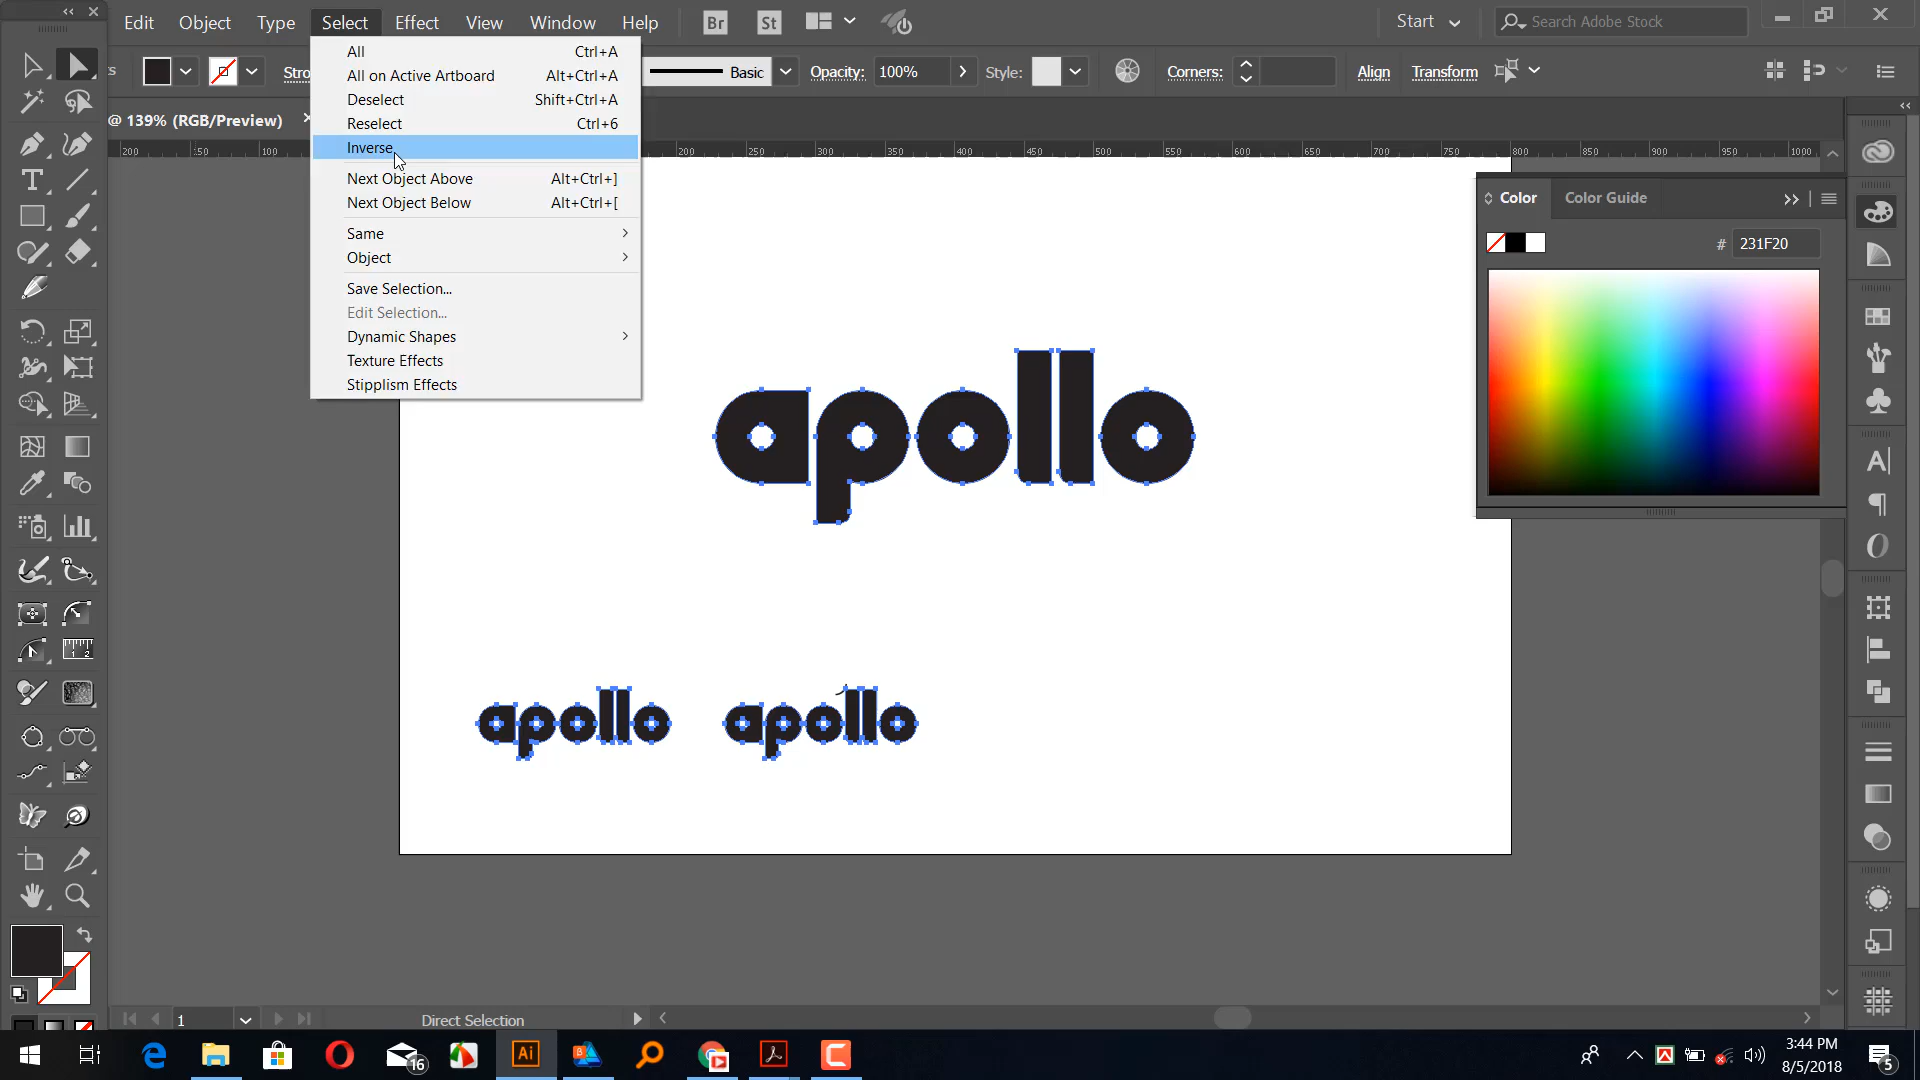 Edit Object Type Select Effect View Window Help Br St Start Search Adobe Stock
Stro Basic Opacity: 100% Style: Corners: Align Transform
@ 139% (RGB/Preview)
All Ctrl+A
All on Active Artboard Alt+Ctrl+A
Deselect Shift+Ctrl+A
Reselect Ctrl+6
Inverse
Next Object Above Alt+Ctrl+]
Next Object Below Alt+Ctrl+[
Same
Object
Save Selection...
Edit Selection...
Dynamic Shapes
Texture Effects
Stipplism Effects
200 150 100 200 250 300 350 400 450 500 550 600 650 700 750 800 850 900 950 1000
Color Color Guide
# 231F20
apollo
apollo apollo
1 Direct Selection
16 Ai
3:44 PM
8/5/2018
5